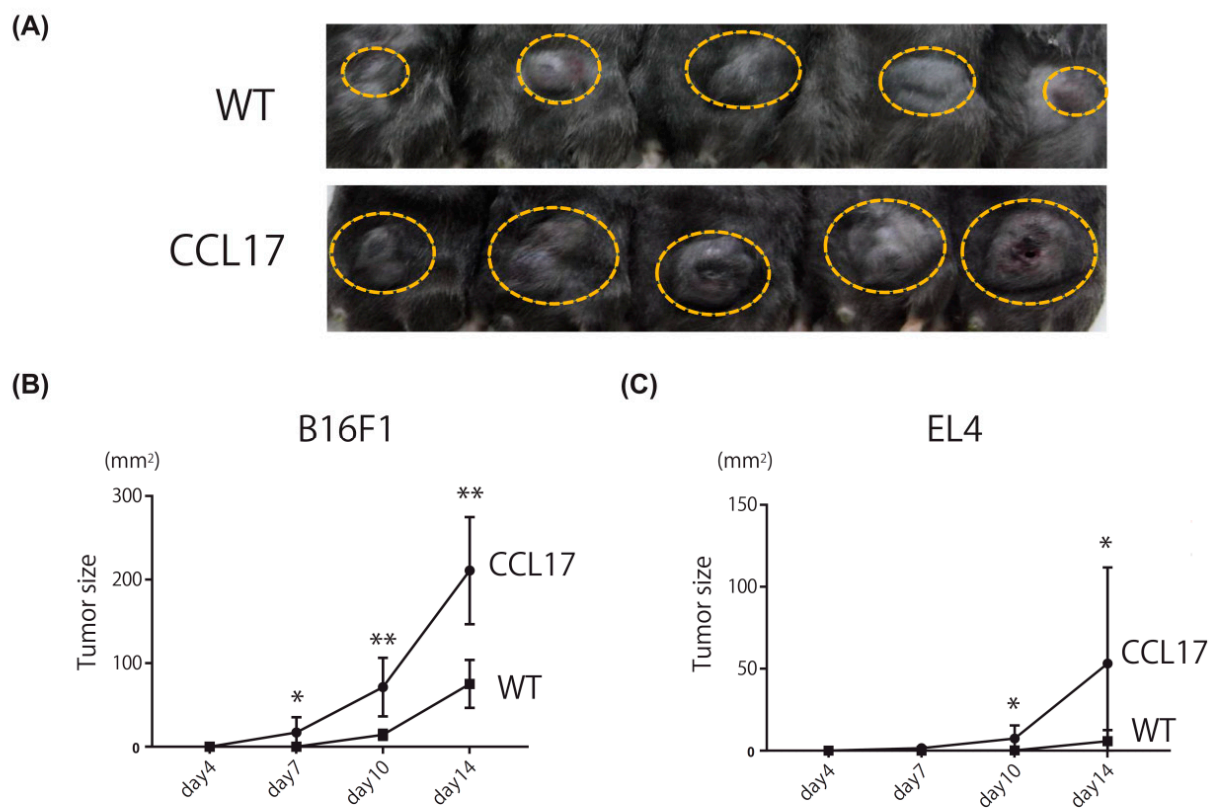 (A)
WT
CCL17
(B)
B16F1
(mm²)
Tumor size
300
200
100
0
*
**
**
CCL17
WT
day4
day7
day10
day14
(C)
EL4
(mm²)
Tumor size
150
100
50
0
*
*
CCL17
WT
day4
day7
day10
day14